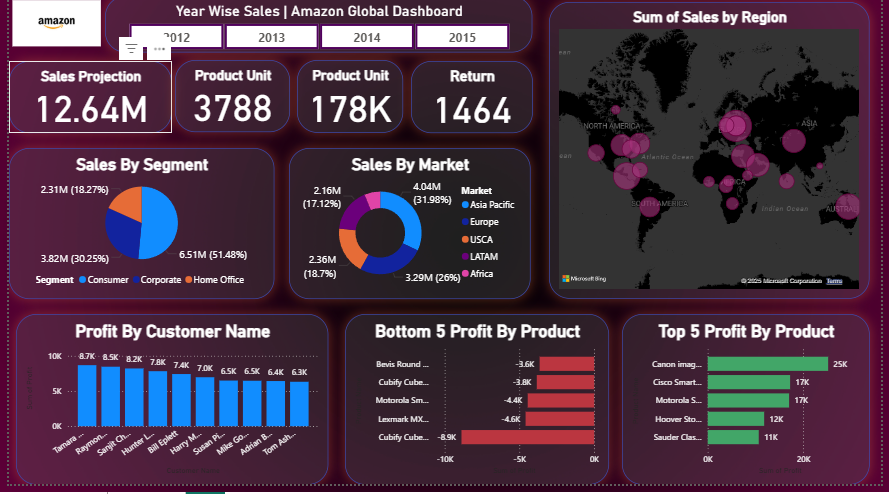 amazon
Year Wise Sales | Amazon Global Dashboard
2012
2013
2014
2015
Sales Projection
12.64M
Product Unit
3788
Product Unit
178K
Return
1464
Sum of Sales by Region
NORTH AMERICA
ASIA
Atlantic Ocean
AFRICA
SOUTH AMERICA
Indian Ocean
AUSTRAL
ean
ean
Microsoft Bing
© 2025 Microsoft Corporation Terms
Sales By Segment
2.31M (18.27%)
3.82M (30.25%)
6.51M (51.48%)
Segment Consumer Corporate Home Office
Sales By Market
2.16M
(17.12%)
4.04M
(31.98%)
2.36M
(18.7%)
3.29M (26%)
Market
Asia Pacific
Europe
USCA
LATAM
Africa
Profit By Customer Name
10K
5K
0K
8.7K
8.5K
8.2K
7.8K
7.4K
7.0K
6.5K
6.5K
6.4K
6.3K
Tamara ...
Raymon...
Sanjit Ch...
Hunter L...
Bill Eplett
Harry M...
Susan Pi...
Mike Go...
Adrian B...
Tom Ash...
Bottom 5 Profit By Product
Bevis Round ... -3.6K
Cubify Cube... -3.8K
Motorola Sm... -4.4K
Lexmark MX... -4.6K
Cubify Cube... -8.9K
-10K -5K 0K
Top 5 Profit By Product
Canon imag... 25K
Cisco Smart... 17K
Motorola S... 17K
Hoover Sto... 12K
Sauder Clas... 11K
0K 20K